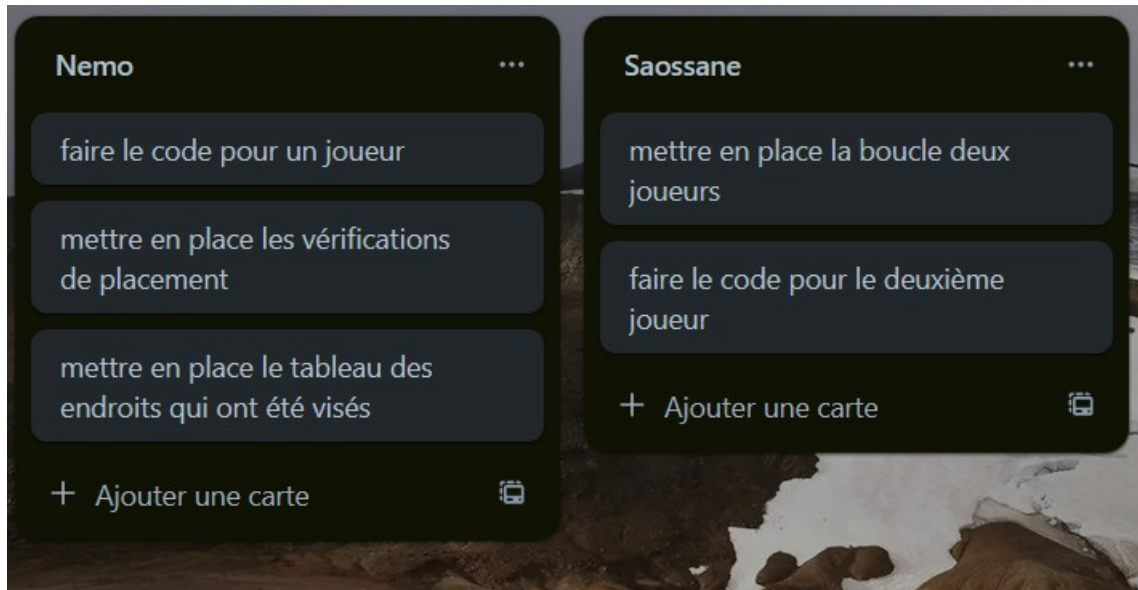 Nemo
faire le code pour un joueur
mettre en place les vérifications
de placement
mettre en place le tableau des
endroits qui ont été visés
+ Ajouter une carte
Saossane
mettre en place la boucle deux
joueurs
faire le code pour le deuxième
joueur
+ Ajouter une carte